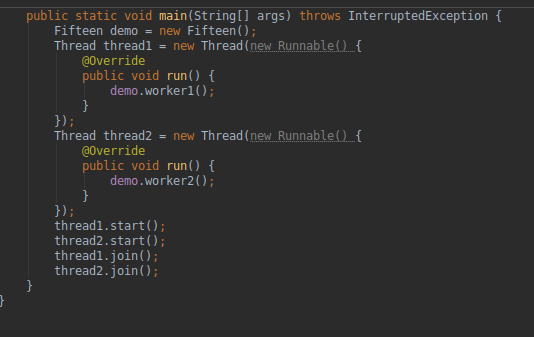 public static void main(String[] args) throws InterruptedException {
Fifteen demo = new Fifteen();
Thread thread1 = new Thread(new Runnable() {
@Override
public void run() {
demo.worker1();
}
});
Thread thread2 = new Thread(new Runnable() {
@Override
public void run() {
demo.worker2();
}
});
thread1.start();
thread2.start();
thread1.join();
thread2.join();
}
}